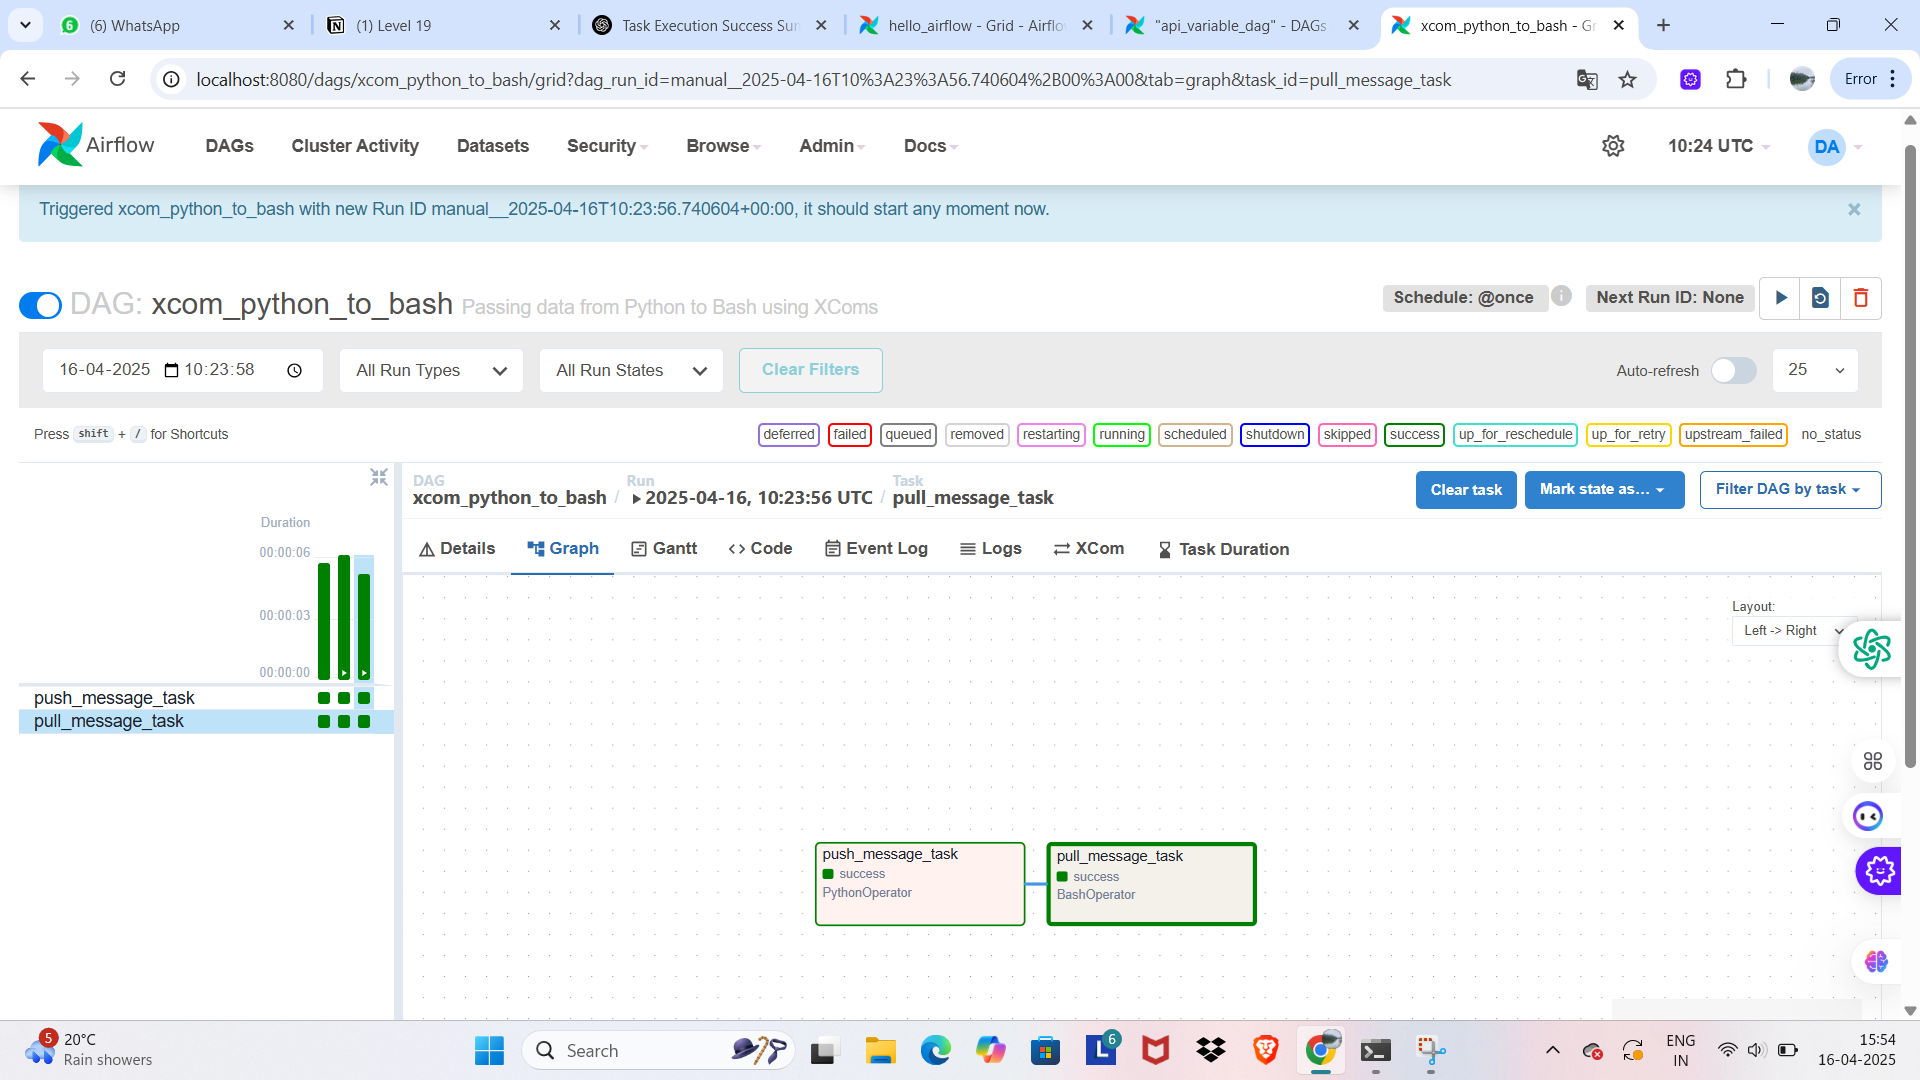 (6) WhatsApp
(1) Level 19
Task Execution Success Sum
hello_airflow - Grid - Airflo
"api_variable_dag" - DAGs
xcom_python_to_bash - Gr
localhost:8080/dags/xcom_python_to_bash/grid?dag_run_id=manual__2025-04-16T10%3A23%3A56.740604%2B00%3A00&tab=graph&task_id=pull_message_task
Error
Airflow
DAGs
Cluster Activity
Datasets
Security
Browse
Admin
Docs
10:24 UTC
DA
Triggered xcom_python_to_bash with new Run ID manual__2025-04-16T10:23:56.740604+00:00, it should start any moment now.
×
DAG: xcom_python_to_bash Passing data from Python to Bash using XComs
Schedule: @once
Next Run ID: None
16-04-2025 10:23:58
All Run Types
All Run States
Clear Filters
Auto-refresh
25
Press shift + / for Shortcuts
deferred
failed
queued
removed
restarting
running
scheduled
shutdown
skipped
success
up_for_reschedule
up_for_retry
upstream_failed
no_status
DAG
xcom_python_to_bash
/
Run
2025-04-16, 10:23:56 UTC
/
Task
pull_message_task
Clear task
Mark state as...
Filter DAG by task
Duration
00:00:06
00:00:03
00:00:00
push_message_task
pull_message_task
Details
Graph
Gantt
Code
Event Log
Logs
XCom
Task Duration
Layout:
Left -> Right
push_message_task
success
PythonOperator
pull_message_task
success
BashOperator
5
20°C
Rain showers
Search
L
6
ENG
IN
15:54
16-04-2025